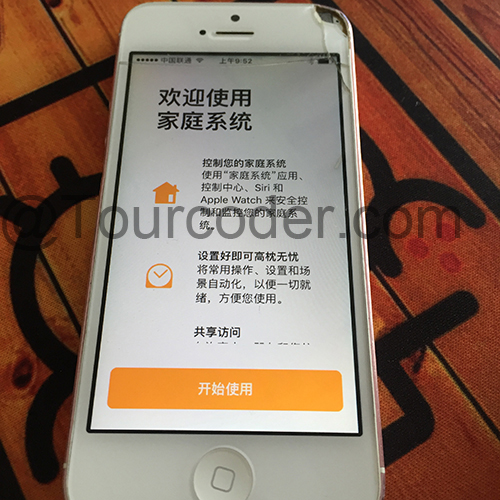 中国联通
上午9:52
欢迎使用
家庭系统
控制您的家庭系统
使用“家庭系统”应用、
控制中心、Siri 和
Apple Watch 来安全控
制和监控您的家庭系
统。
设置好即可高枕无忧
将常用操作、设置和场
景自动化，以便一切就
绪，方便您使用。
共享访问
开始使用
©Tourcoder.com